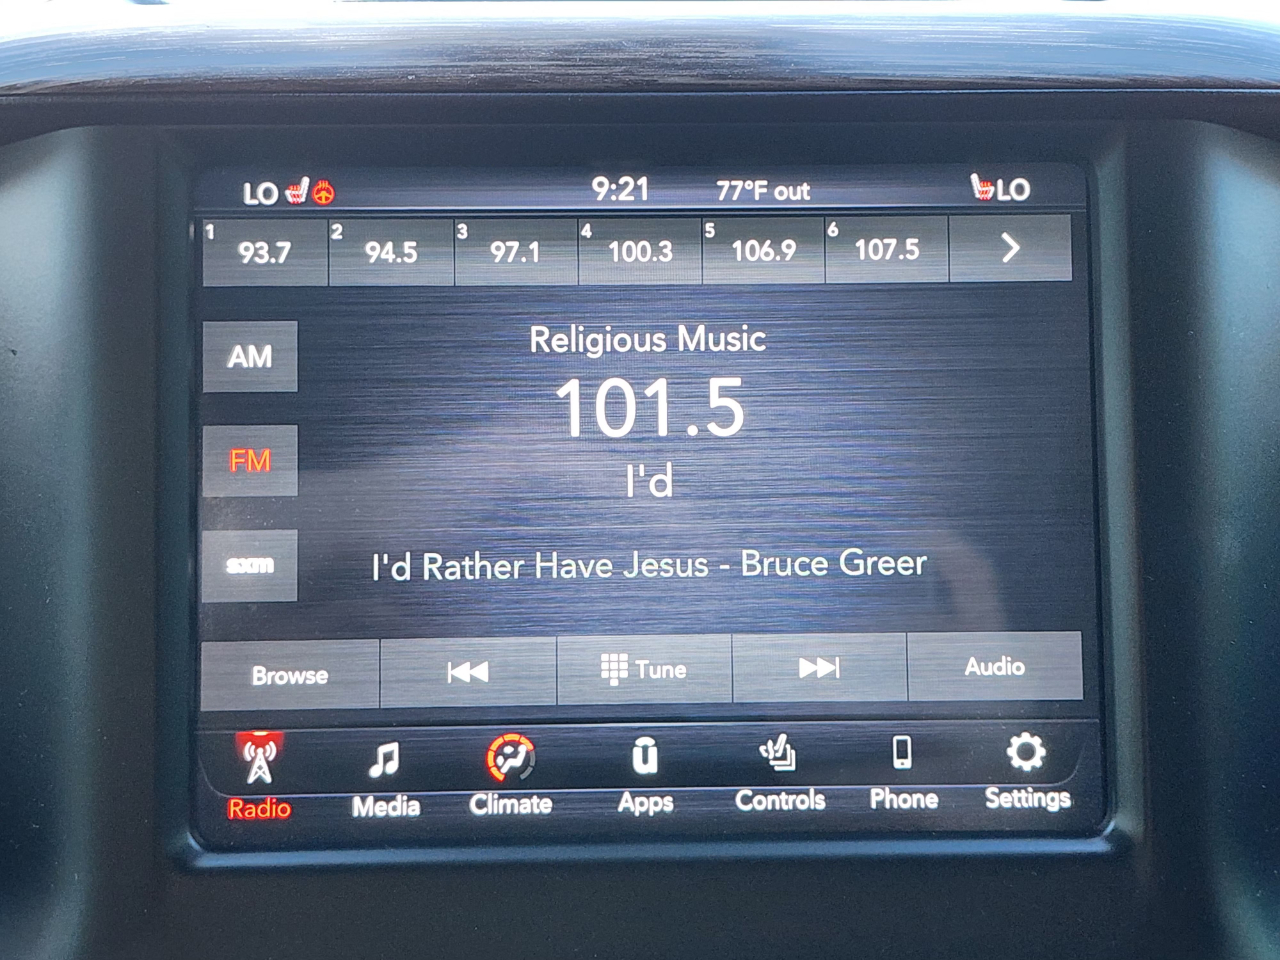 LO 9:21 77°F out LO
1 93.7 2 94.5 3 97.1 4 100.3 5 106.9 6 107.5
Religious Music
AM
101.5
FM
I'd
sxm
I'd Rather Have Jesus - Bruce Greer
Browse Tune Audio
Radio Media Climate Apps Controls Phone Settings